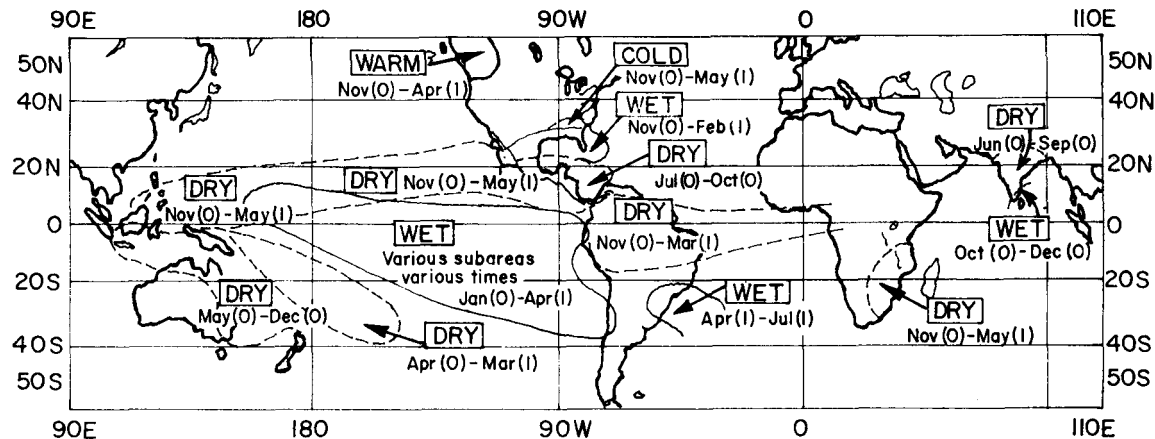 90E 180 90W 0 110E
50N
40N
20N
0
20S
40S
50S
50N
40N
20N
0
20S
40S
50S
WARM
Nov(0)-Apr(1)
COLD
Nov(0)-May(1)
WET
Nov(0)-Feb(1)
DRY
Jul(0)-Oct(0)
DRY
Jun(0)-Sep(0)
DRY Nov(0)-May(1)
DRY
Nov(0)-May(1)
WET
Various subareas
various times
Jan(0)-Apr(1)
DRY
Nov(0)-Mar(1)
WET
Oct(0)-Dec(0)
DRY
May(0)-Dec(0)
DRY
Apr(0)-Mar(1)
WET
Apr(1)-Jul(1)
DRY
Nov(0)-May(1)
90E 180 90W 0 110E